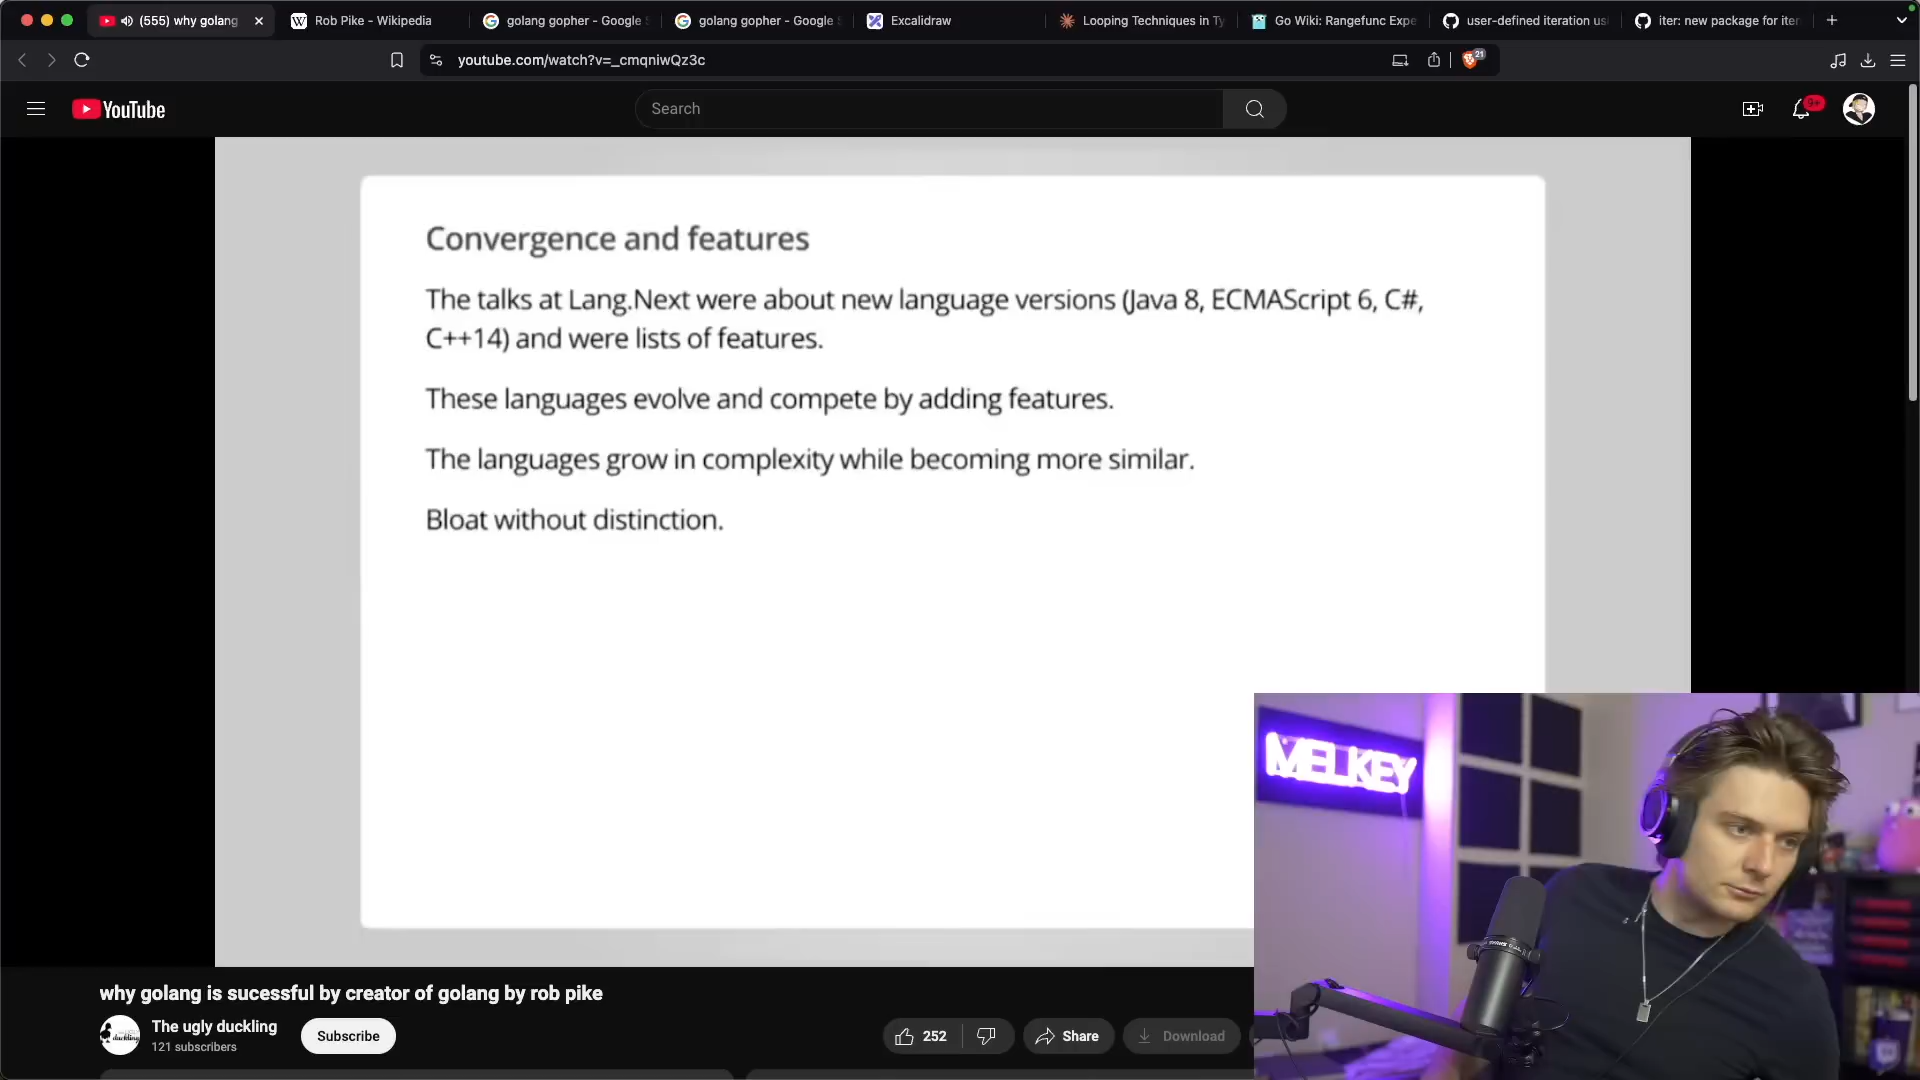 (555) why golang
Rob Pike - Wikipedia
golang gopher - Google S
golang gopher - Google S
Excalidraw
Looping Techniques in Ty
Go Wiki: Rangefunc Expe
user-defined iteration us
iter: new package for iter
youtube.com/watch?v=_cmqniwQz3c
21
YouTube
Search
9+
Convergence and features
The talks at Lang.Next were about new language versions (Java 8, ECMAScript 6, C#,
C++14) and were lists of features.
These languages evolve and compete by adding features.
The languages grow in complexity while becoming more similar.
Bloat without distinction.
MELKEY
why golang is sucessful by creator of golang by rob pike
The ugly duckling
121 subscribers
Subscribe
252
Share
Download